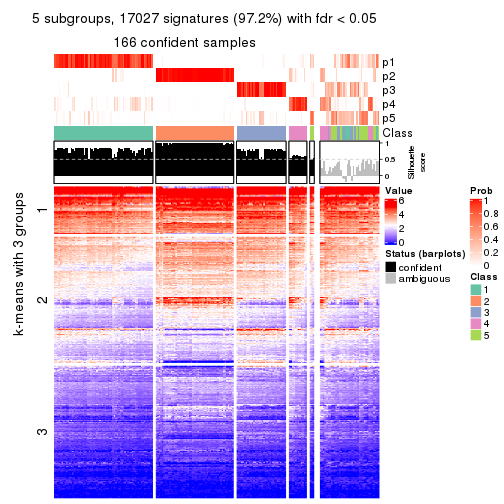 5 subgroups, 17027 signatures (97.2%) with fdr < 0.05
166 confident samples
p1
p2
p3
p4
p5
Class
1
0.5
0
Silhouette
score
k-means with 3 groups
1
2
3
Value
6
4
2
0
Status (barplots)
confident
ambiguous
Prob
1
0.8
0.6
0.4
0.2
0
Class
1
2
3
4
5